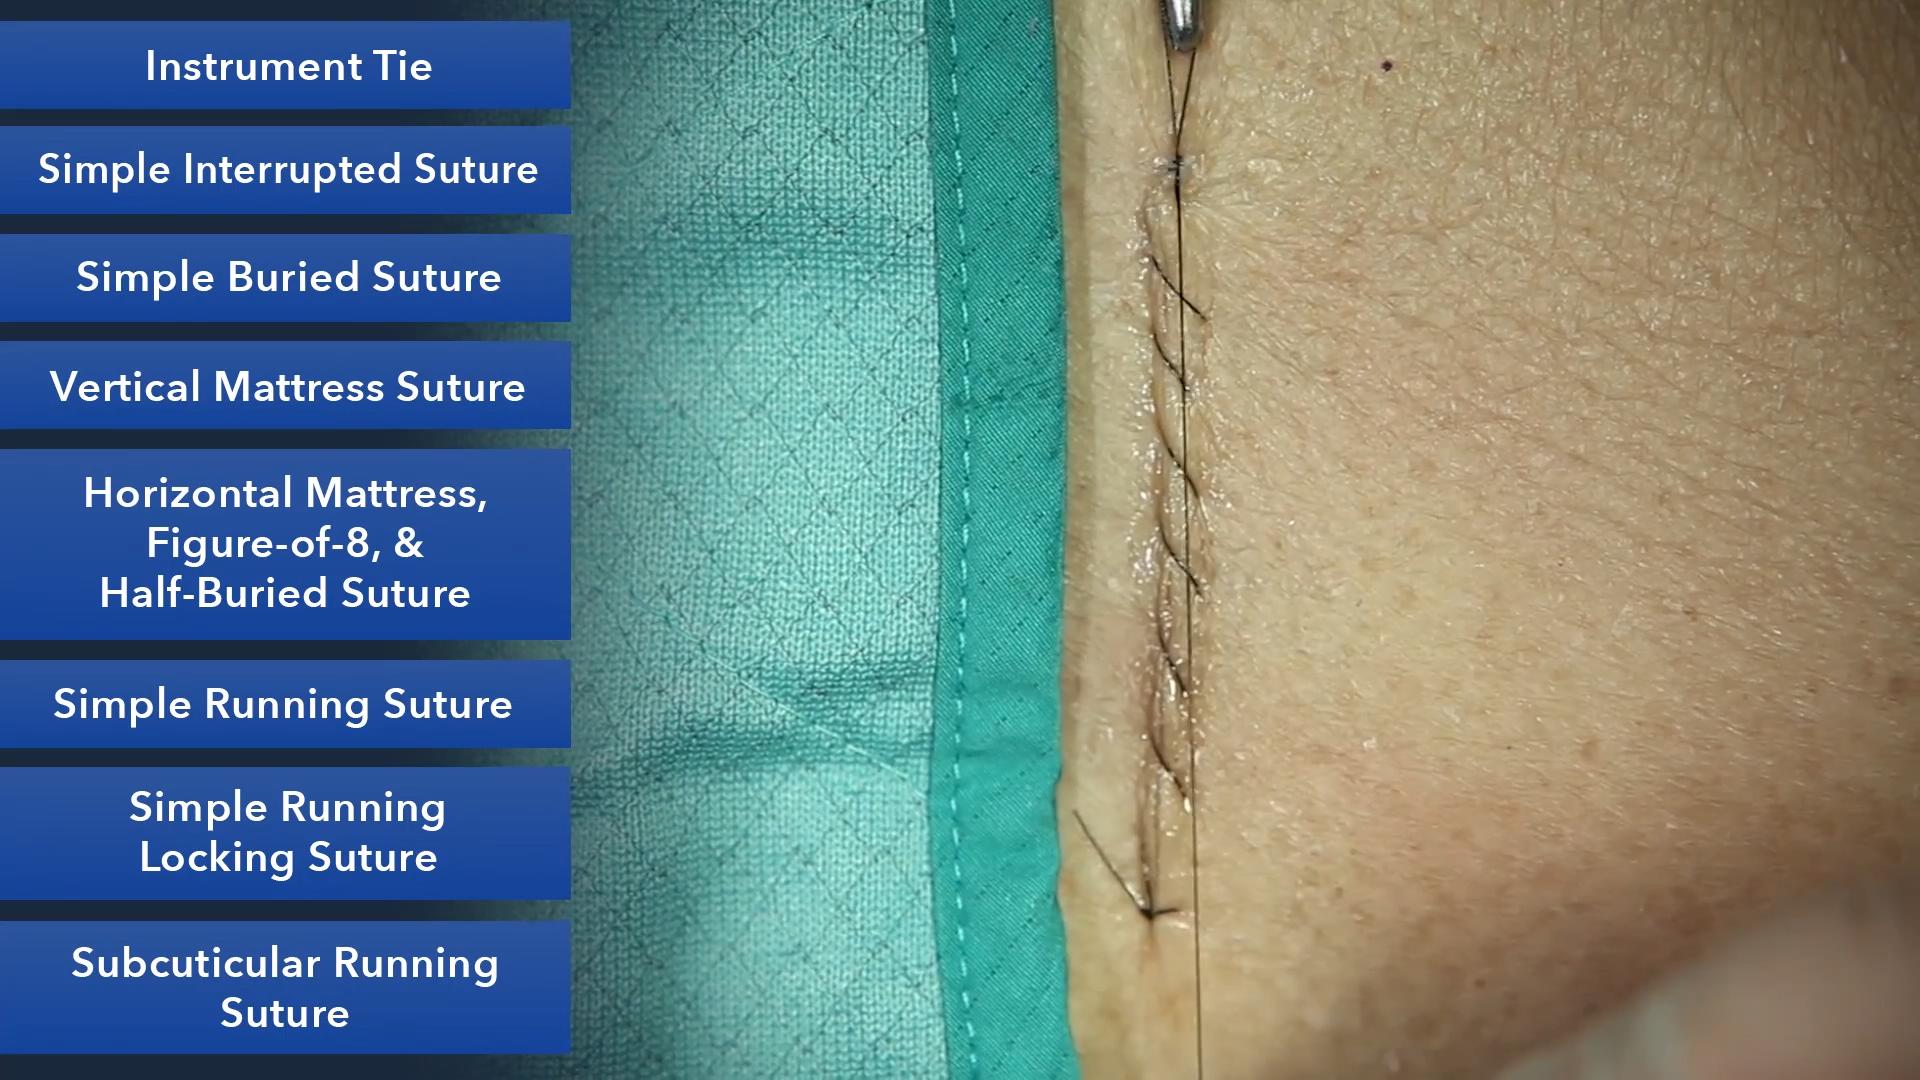 Instrument Tie
Simple Interrupted Suture
Simple Buried Suture
Vertical Mattress Suture
Horizontal Mattress,
Figure-of-8, &
Half-Buried Suture
Simple Running Suture
Simple Running
Locking Suture
Subcuticular Running
Suture